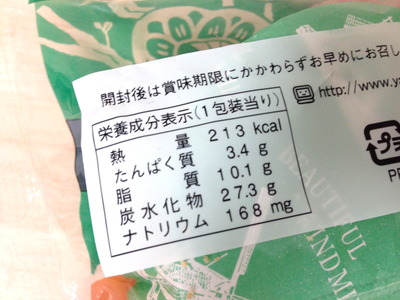 開封後は賞味期限にかかわらずお早めにお召し
http://www.y
栄養成分表示(1包装当り)
熱量 213 kcal
たんぱく質 3.4 g
脂質 10.1 g
炭水化物 27.3 g
ナトリウム 168 mg
プラ
BEAUTIFUL